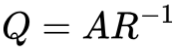 Q = AR⁻¹